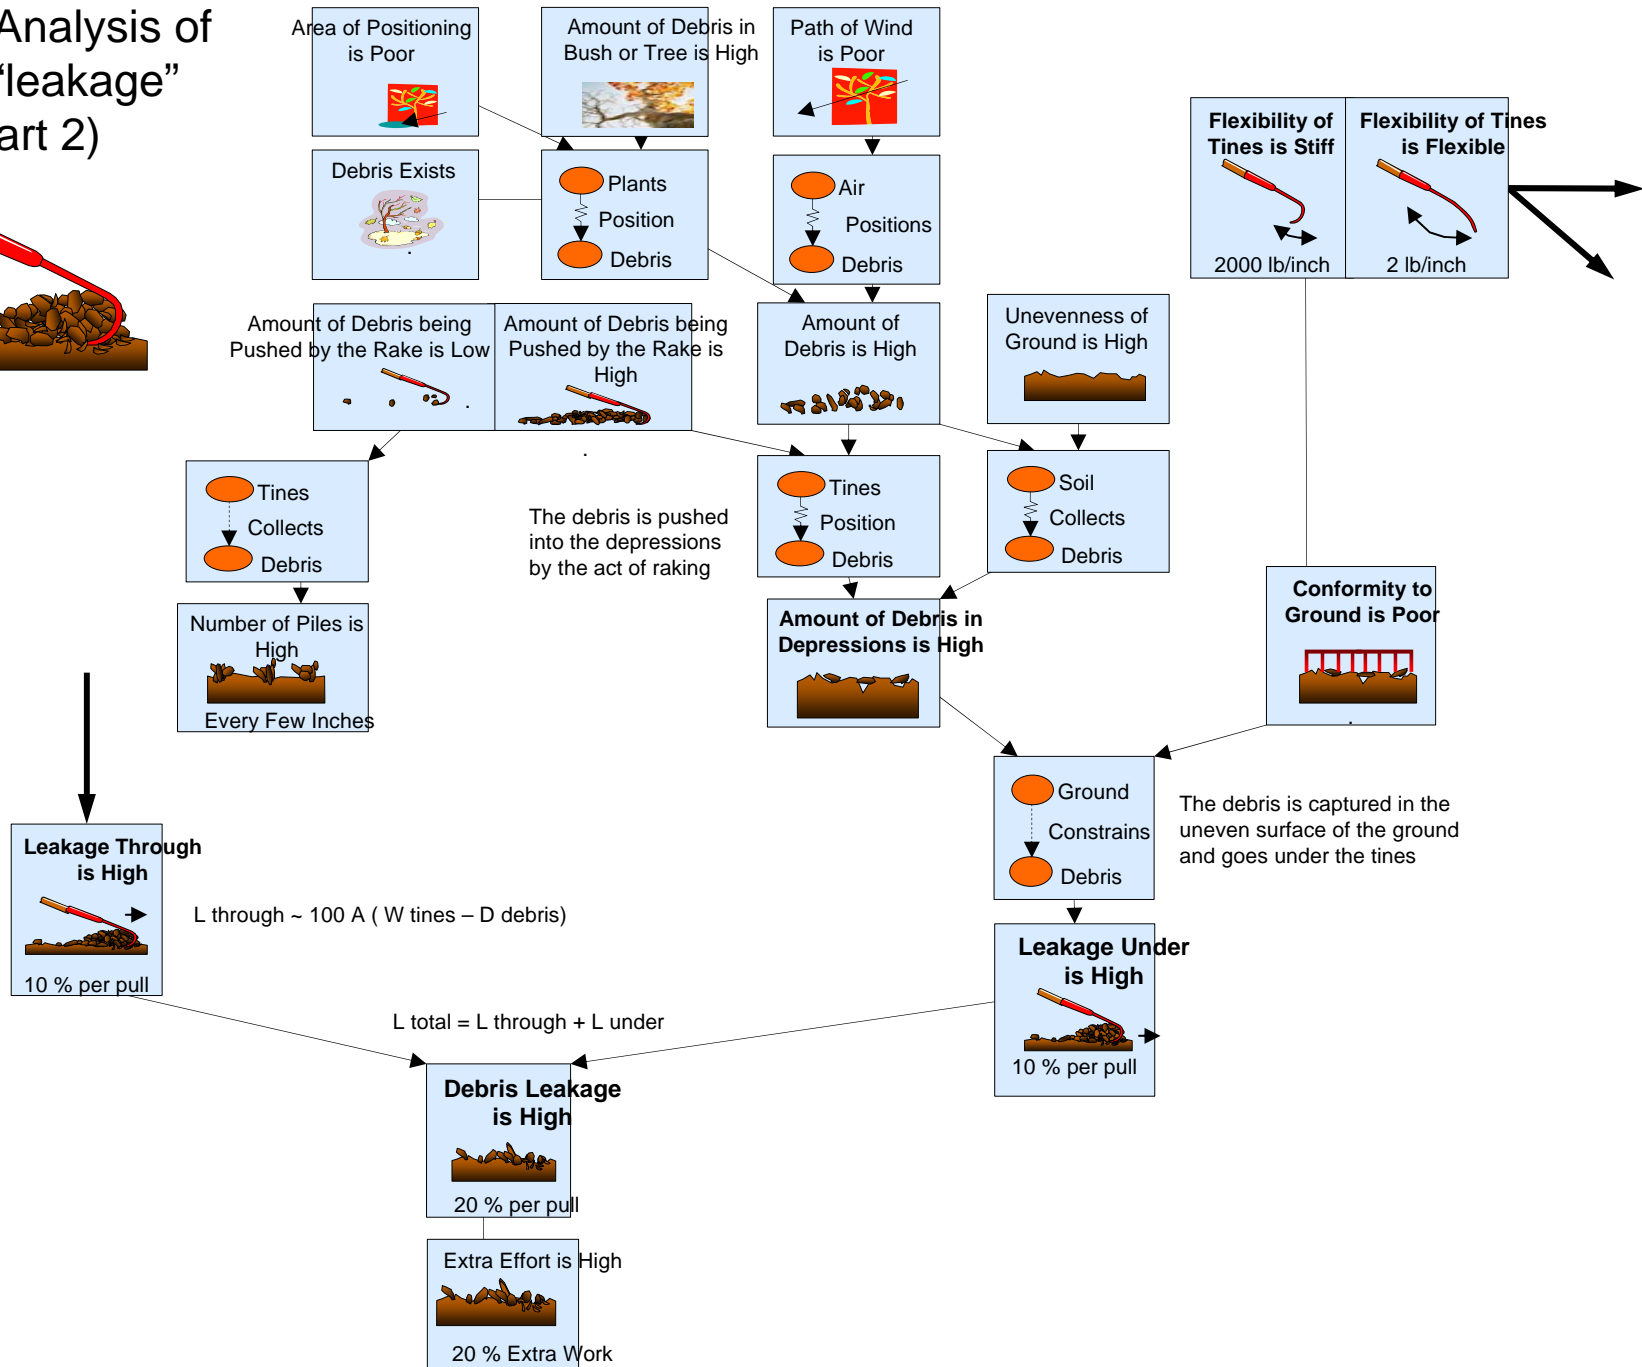 Analysis of
“leakage”
art 2)
Area of Positioning
is Poor
Amount of Debris in
Bush or Tree is High
Path of Wind
is Poor
Debris Exists
.
Plants
Position
Debris
Air
Positions
Debris
Flexibility of
Tines is Stiff
2000 lb/inch
Flexibility of Tines
is Flexible
2 lb/inch
Amount of Debris being
Pushed by the Rake is Low
.
Amount of Debris being
Pushed by the Rake is
High
.
Amount of
Debris is High
Unevenness of
Ground is High
Tines
Collects
Debris
The debris is pushed
into the depressions
by the act of raking
Tines
Position
Debris
Soil
Collects
Debris
Number of Piles is
High
Every Few Inches
Amount of Debris in
Depressions is High
Conformity to
Ground is Poor
.
Ground
Constrains
Debris
The debris is captured in the
uneven surface of the ground
and goes under the tines
Leakage Through
is High
10 % per pull
L through ~ 100 A ( W tines – D debris)
Leakage Under
is High
10 % per pull
L total = L through + L under
Debris Leakage
is High
20 % per pull
Extra Effort is High
20 % Extra Work